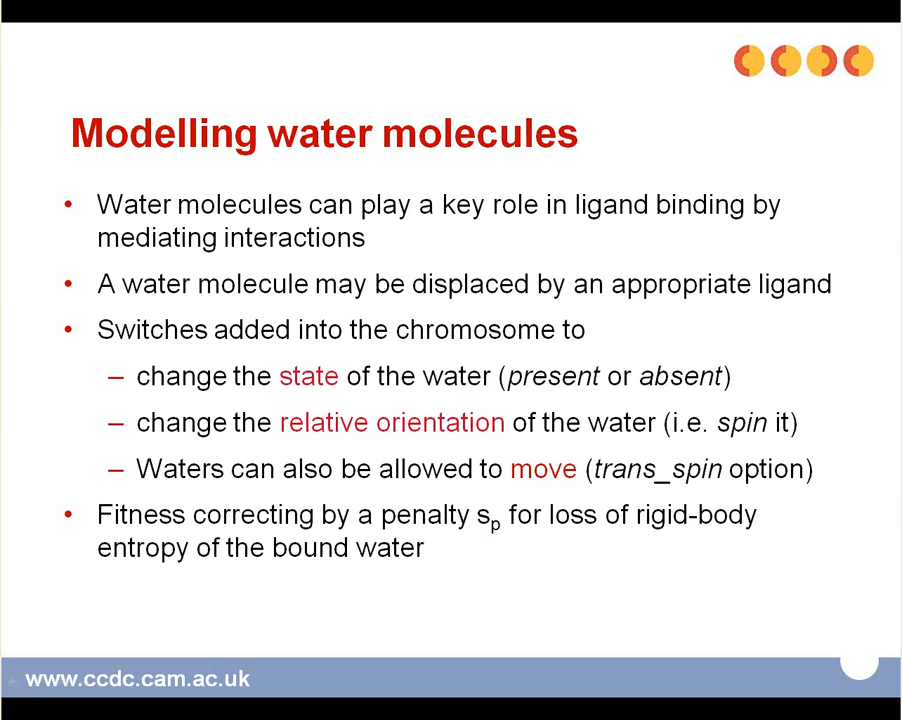 CCDC
Modelling water molecules
• Water molecules can play a key role in ligand binding by
mediating interactions
• A water molecule may be displaced by an appropriate ligand
• Switches added into the chromosome to
– change the state of the water (present or absent)
– change the relative orientation of the water (i.e. spin it)
– Waters can also be allowed to move (trans_spin option)
• Fitness correcting by a penalty sp for loss of rigid-body
entropy of the bound water
www.ccdc.cam.ac.uk